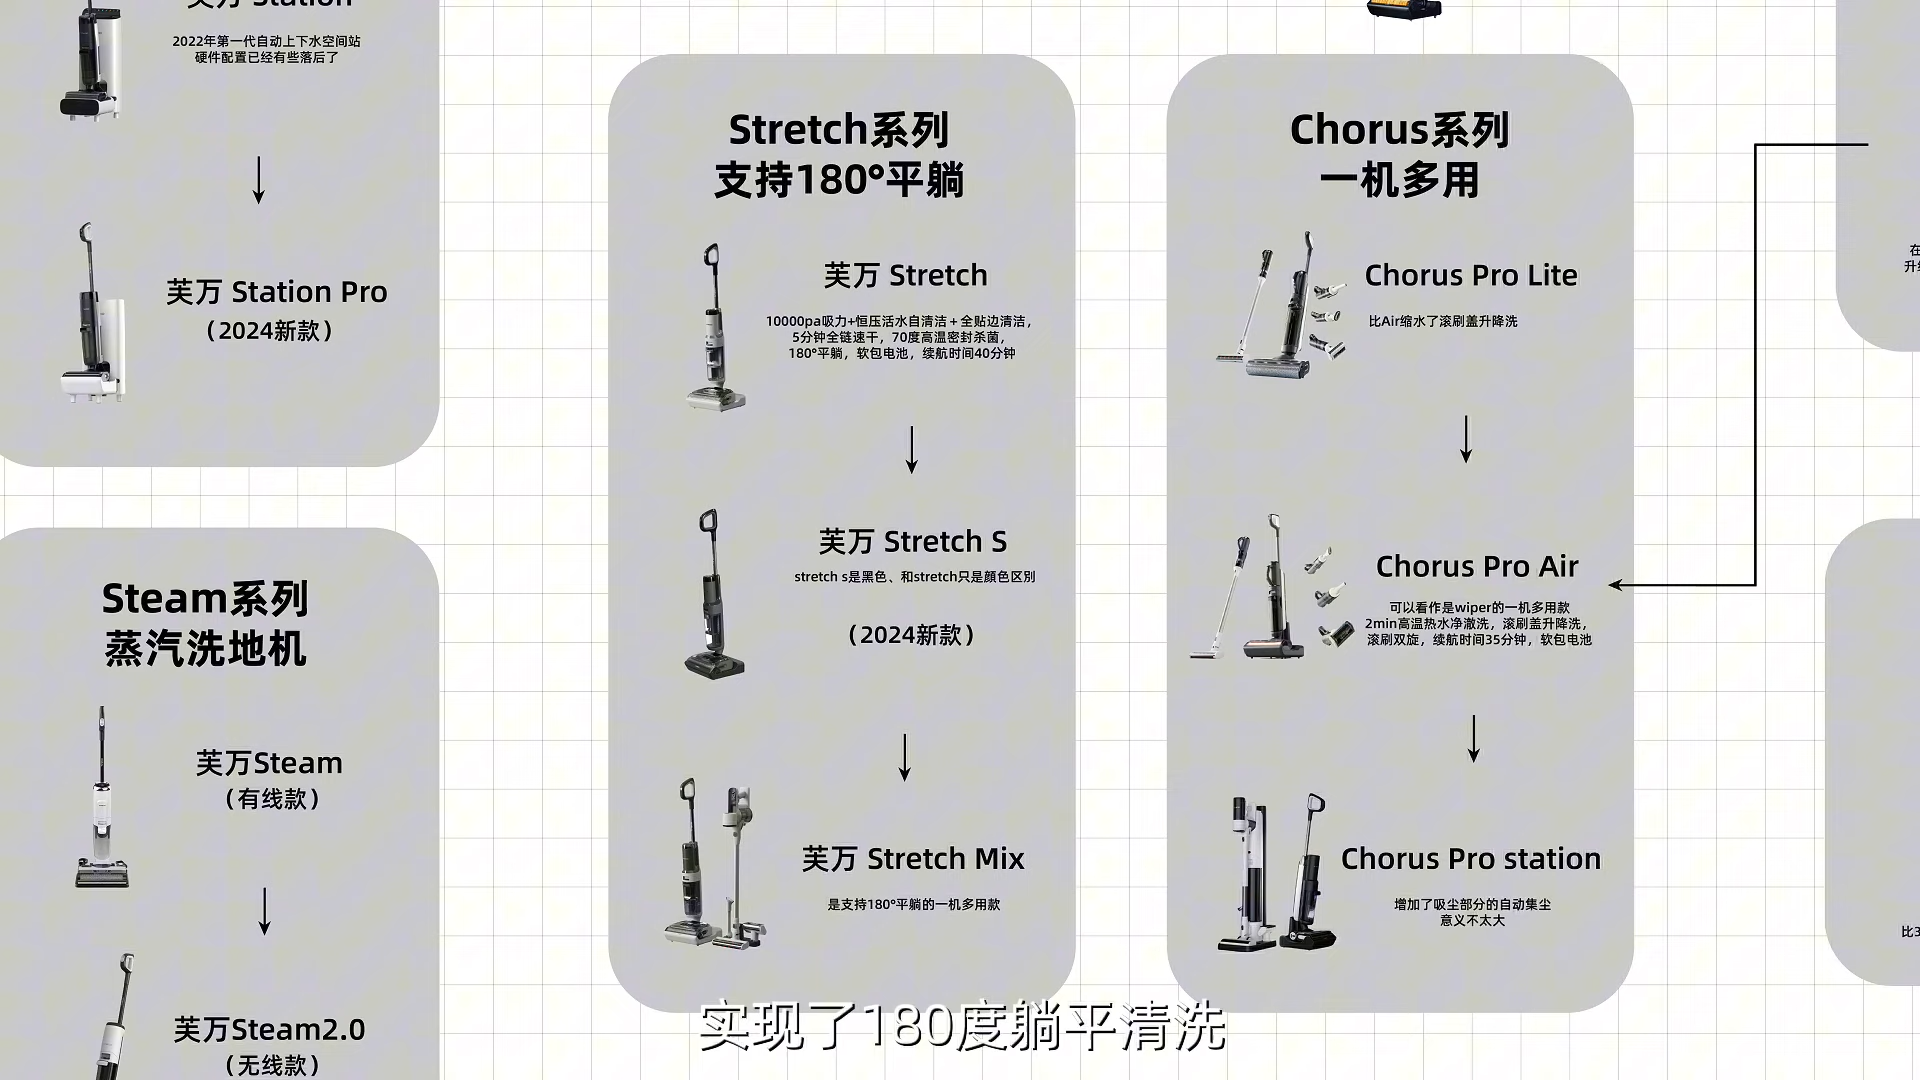 芙万 Station
2022年第一代自动上下水空间站
硬件配置已经有些落后了
芙万 Station Pro
（2024新款）
Steam系列
蒸汽洗地机
芙万Steam
（有线款）
芙万Steam2.0
（无线款）
Stretch系列
支持180°平躺
芙万 Stretch
10000pa吸力+恒压活水自清洁+全贴边清洁，
5分钟全链速干，70度高温密封杀菌，
180°平躺，软包电池，续航时间40分钟
芙万 Stretch S
stretch s是黑色、和stretch只是颜色区别
（2024新款）
芙万 Stretch Mix
是支持180°平躺的一机多用款
Chorus系列
一机多用
Chorus Pro Lite
比Air缩水了滚刷盖升降洗
Chorus Pro Air
可以看作是wiper的一机多用款
2min高温热水净澈洗，滚刷盖升降洗，
滚刷双旋，续航时间35分钟，软包电池
Chorus Pro station
增加了吸尘部分的自动集尘
意义不太大
在
升级
比3
实现了180度躺平清洗